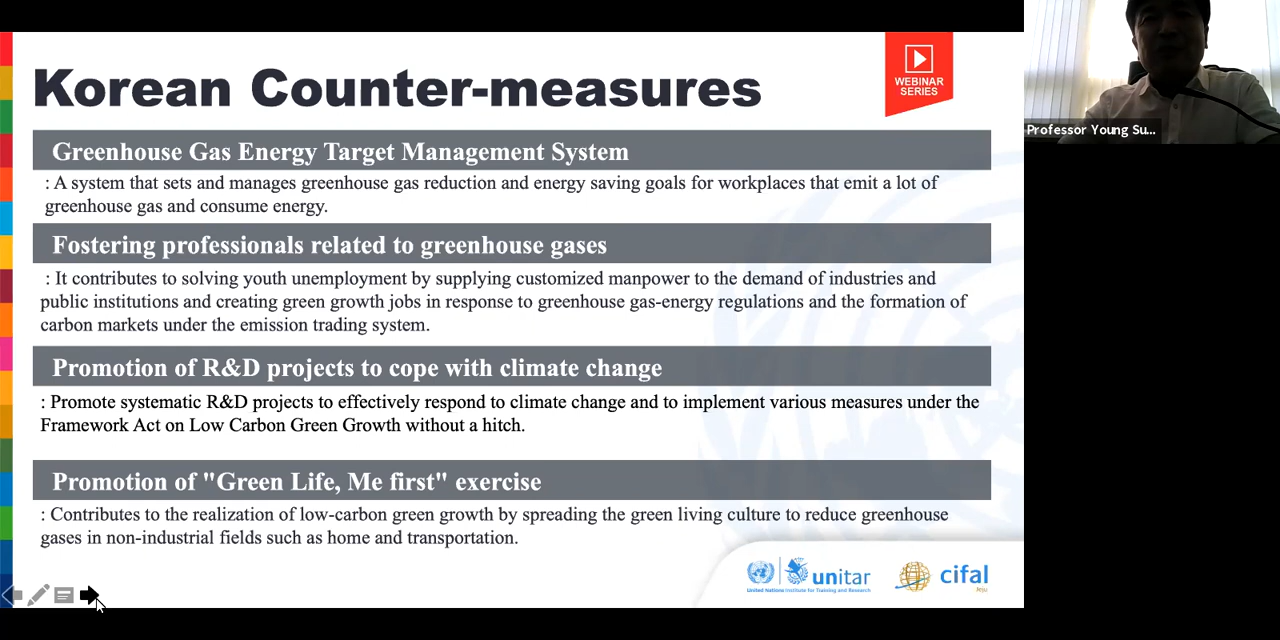 Korean Counter-measures
WEBINAR
SERIES
Professor Young Su...
Greenhouse Gas Energy Target Management System
: A system that sets and manages greenhouse gas reduction and energy saving goals for workplaces that emit a lot of
greenhouse gas and consume energy.
Fostering professionals related to greenhouse gases
: It contributes to solving youth unemployment by supplying customized manpower to the demand of industries and
public institutions and creating green growth jobs in response to greenhouse gas-energy regulations and the formation of
carbon markets under the emission trading system.
Promotion of R&D projects to cope with climate change
: Promote systematic R&D projects to effectively respond to climate change and to implement various measures under the
Framework Act on Low Carbon Green Growth without a hitch.
Promotion of "Green Life, Me first" exercise
: Contributes to the realization of low-carbon green growth by spreading the green living culture to reduce greenhouse
gases in non-industrial fields such as home and transportation.
unitar
United Nations Institute for Training and Research
cifal
Jeju